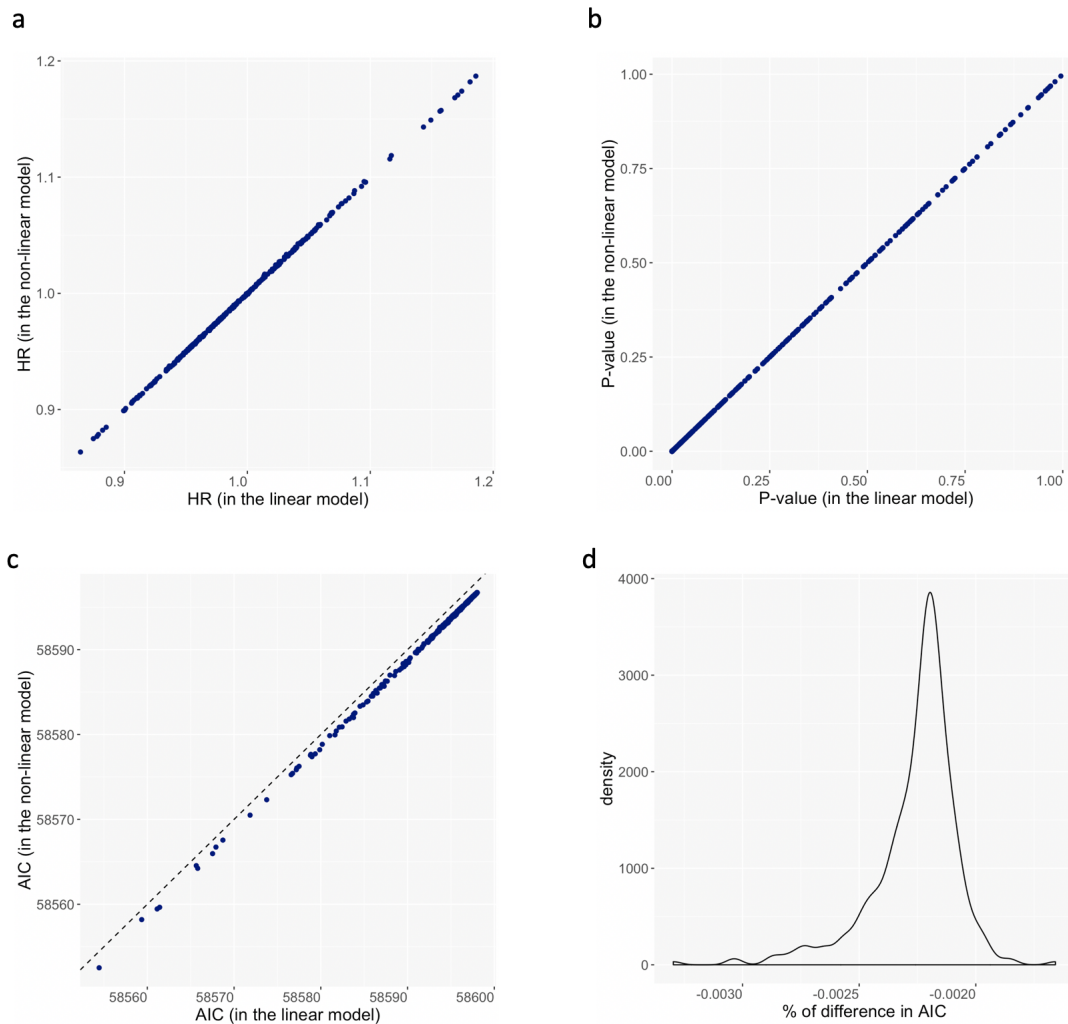 a
1.2
1.1
1.0
0.9
HR (in the non-linear model)
0.9
1.0
1.1
1.2
HR (in the linear model)
b
1.00
0.75
0.50
0.25
0.00
P-value (in the non-linear model)
0.00
0.25
0.50
0.75
1.00
P-value (in the linear model)
c
58590
58580
58570
58560
AIC (in the non-linear model)
58560
58570
58580
58590
58600
AIC (in the linear model)
d
4000
3000
2000
1000
0
density
-0.0030
-0.0025
-0.0020
% of difference in AIC